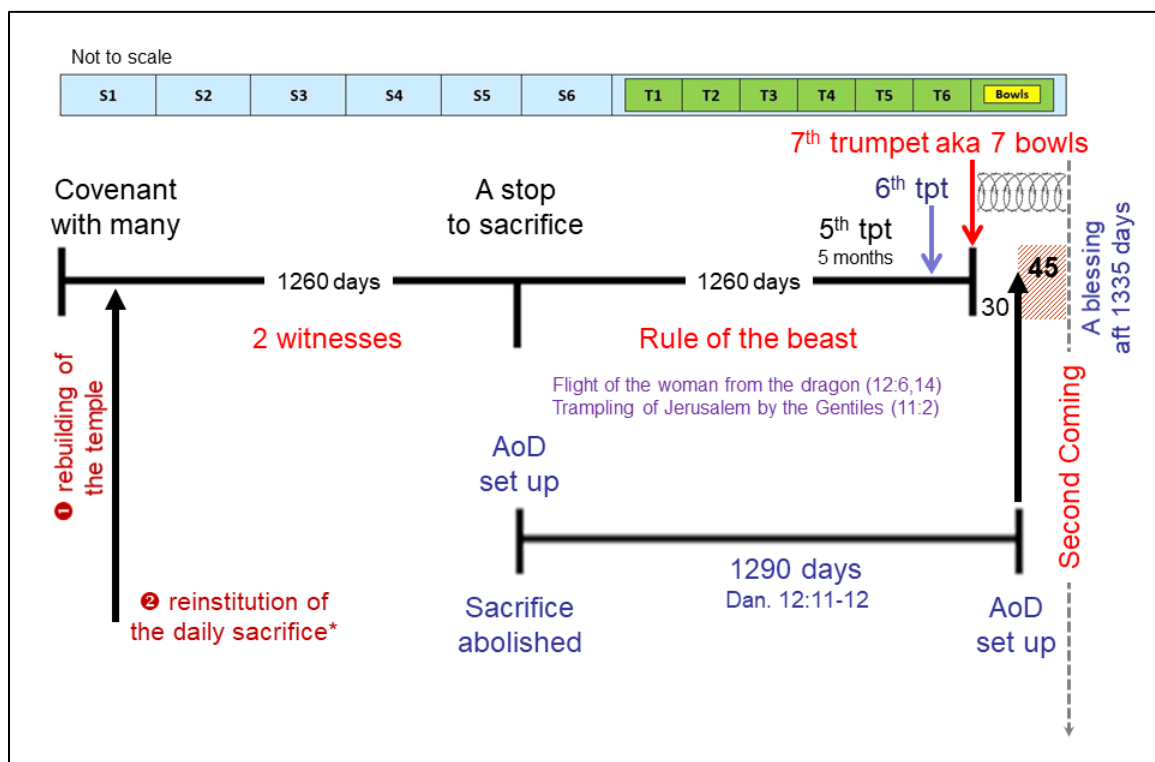 Not to scale
S1 S2 S3 S4 S5 S6 T1 T2 T3 T4 T5 T6 Bowls
7th trumpet aka 7 bowls
Covenant
with many
A stop
to sacrifice
6th tpt
5th tpt
5 months
1260 days
1260 days
30
45
A blessing
aft 1335 days
2 witnesses
Rule of the beast
Flight of the woman from the dragon (12:6,14)
Trampling of Jerusalem by the Gentiles (11:2)
❶ rebuilding of
the temple
AoD
set up
Second Coming
1290 days
Dan. 12:11-12
❷ reinstitution of
the daily sacrifice*
Sacrifice
abolished
AoD
set up